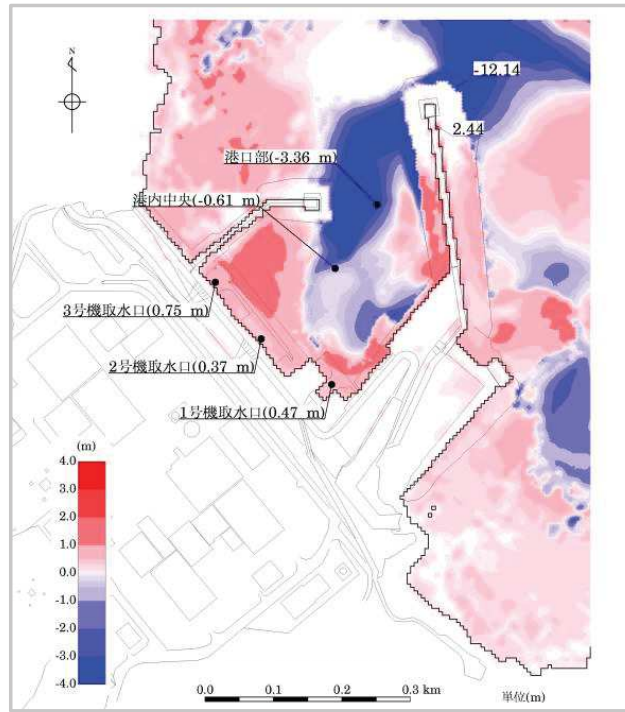 N
-12.14
2.44
港口部(-3.36 m)
港内中央(-0.61 m)
3号機取水口(0.75 m)
2号機取水口(0.37 m)
1号機取水口(0.47 m)
(m)
4.0
3.0
2.0
1.0
0.0
-1.0
-2.0
-3.0
-4.0
0.0 0.1 0.2 0.3 km
単位(m)